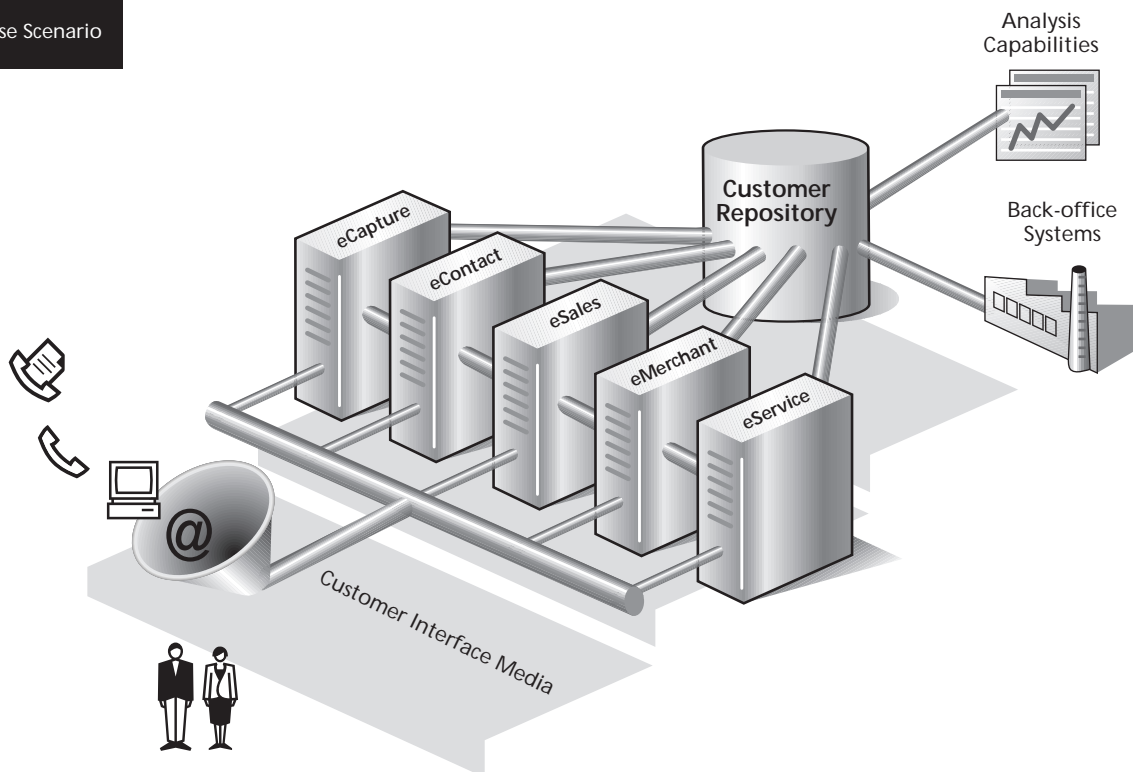 se Scenario
Analysis
Capabilities
Customer
Repository
Back-office
Systems
eCapture
eContact
eSales
eMerchant
eService
@
Customer Interface Media